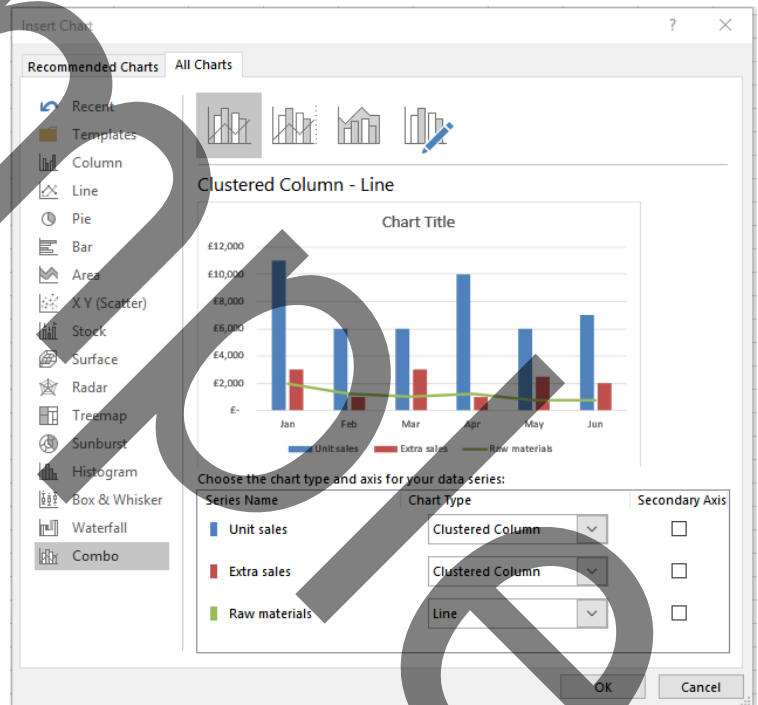 Insert Chart ?
Recommended Charts All Charts
Recent
Templates
Column
Line
Pie
Bar
Area
X Y (Scatter)
Stock
Surface
Radar
Treemap
Sunburst
Histogram
Box & Whisker
Waterfall
Combo
Clustered Column - Line
Chart Title
£12,000
£10,000
£8,000
£6,000
£4,000
£2,000
£-
Jan Feb Mar Apr May Jun
Unit sales Extra sales Raw materials
Choose the chart type and axis for your data series:
Series Name Chart Type Secondary Axis
Unit sales Clustered Column
Extra sales Clustered Column
Raw materials Line
OK Cancel